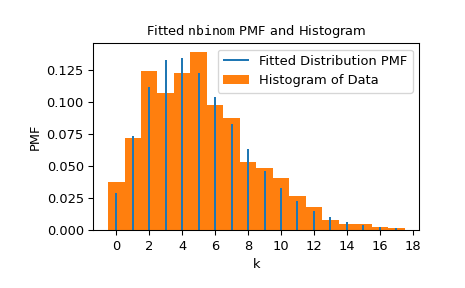 Fitted nbinom PMF and Histogram
Fitted Distribution PMF
Histogram of Data
PMF
0.125
0.100
0.075
0.050
0.025
0.000
0 2 4 6 8 10 12 14 16 18
k